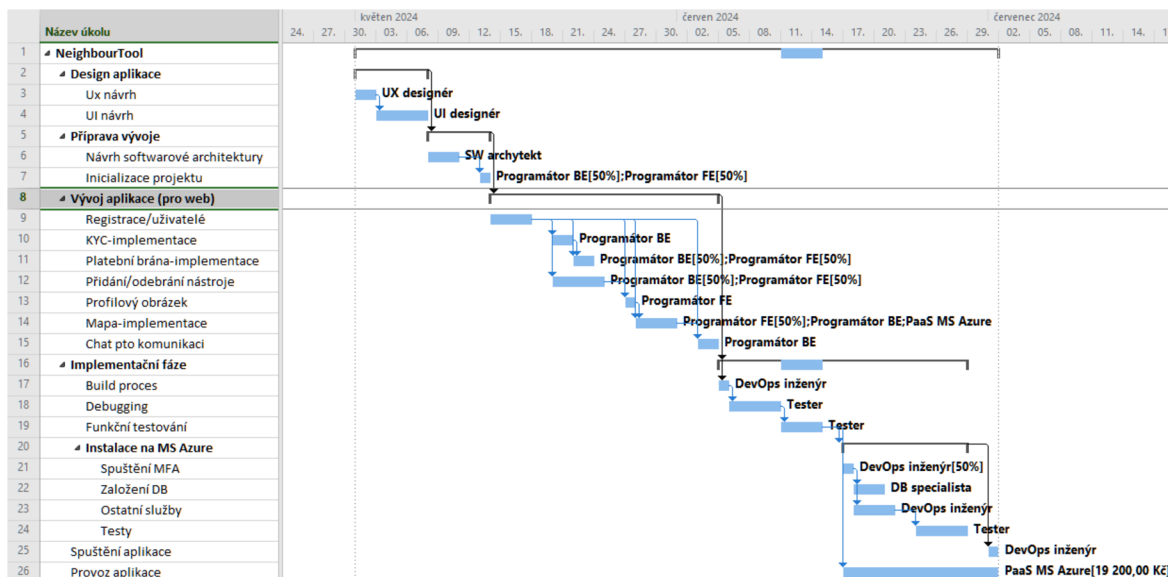 květen 2024 červen 2024 červenec 2024
Název úkolu 24. 27. 30. 03. 06. 09. 12. 15. 18. 21. 24. 27. 30. 02. 05. 08. 11. 14. 17. 20. 23. 26. 29. 02. 05. 08. 11. 14. 1
1 NeighbourTool
2 Design aplikace
3 Ux návrh UX designér
4 UI návrh UI designér
5 Příprava vývoje
6 Návrh softwarové architektury SW archytekt
7 Inicializace projektu Programátor BE[50%];Programátor FE[50%]
8 Vývoj aplikace (pro web)
9 Registrace/uživatelé
10 KYC-implementace Programátor BE
11 Platební brána-implementace Programátor BE[50%];Programátor FE[50%]
12 Přidání/odebrání nástroje Programátor BE[50%];Programátor FE[50%]
13 Profilový obrázek Programátor FE
14 Mapa-implementace Programátor FE[50%];Programátor BE;PaaS MS Azure
15 Chat pto komunikaci Programátor BE
16 Implementační fáze
17 Build proces DevOps inženýr
18 Debugging Tester
19 Funkční testování Tester
20 Instalace na MS Azure
21 Spuštění MFA DevOps inženýr[50%]
22 Založení DB DB specialista
23 Ostatní služby DevOps inženýr
24 Testy Tester
25 Spuštění aplikace DevOps inženýr
26 Provoz aplikace PaaS MS Azure[19 200,00 Kč]